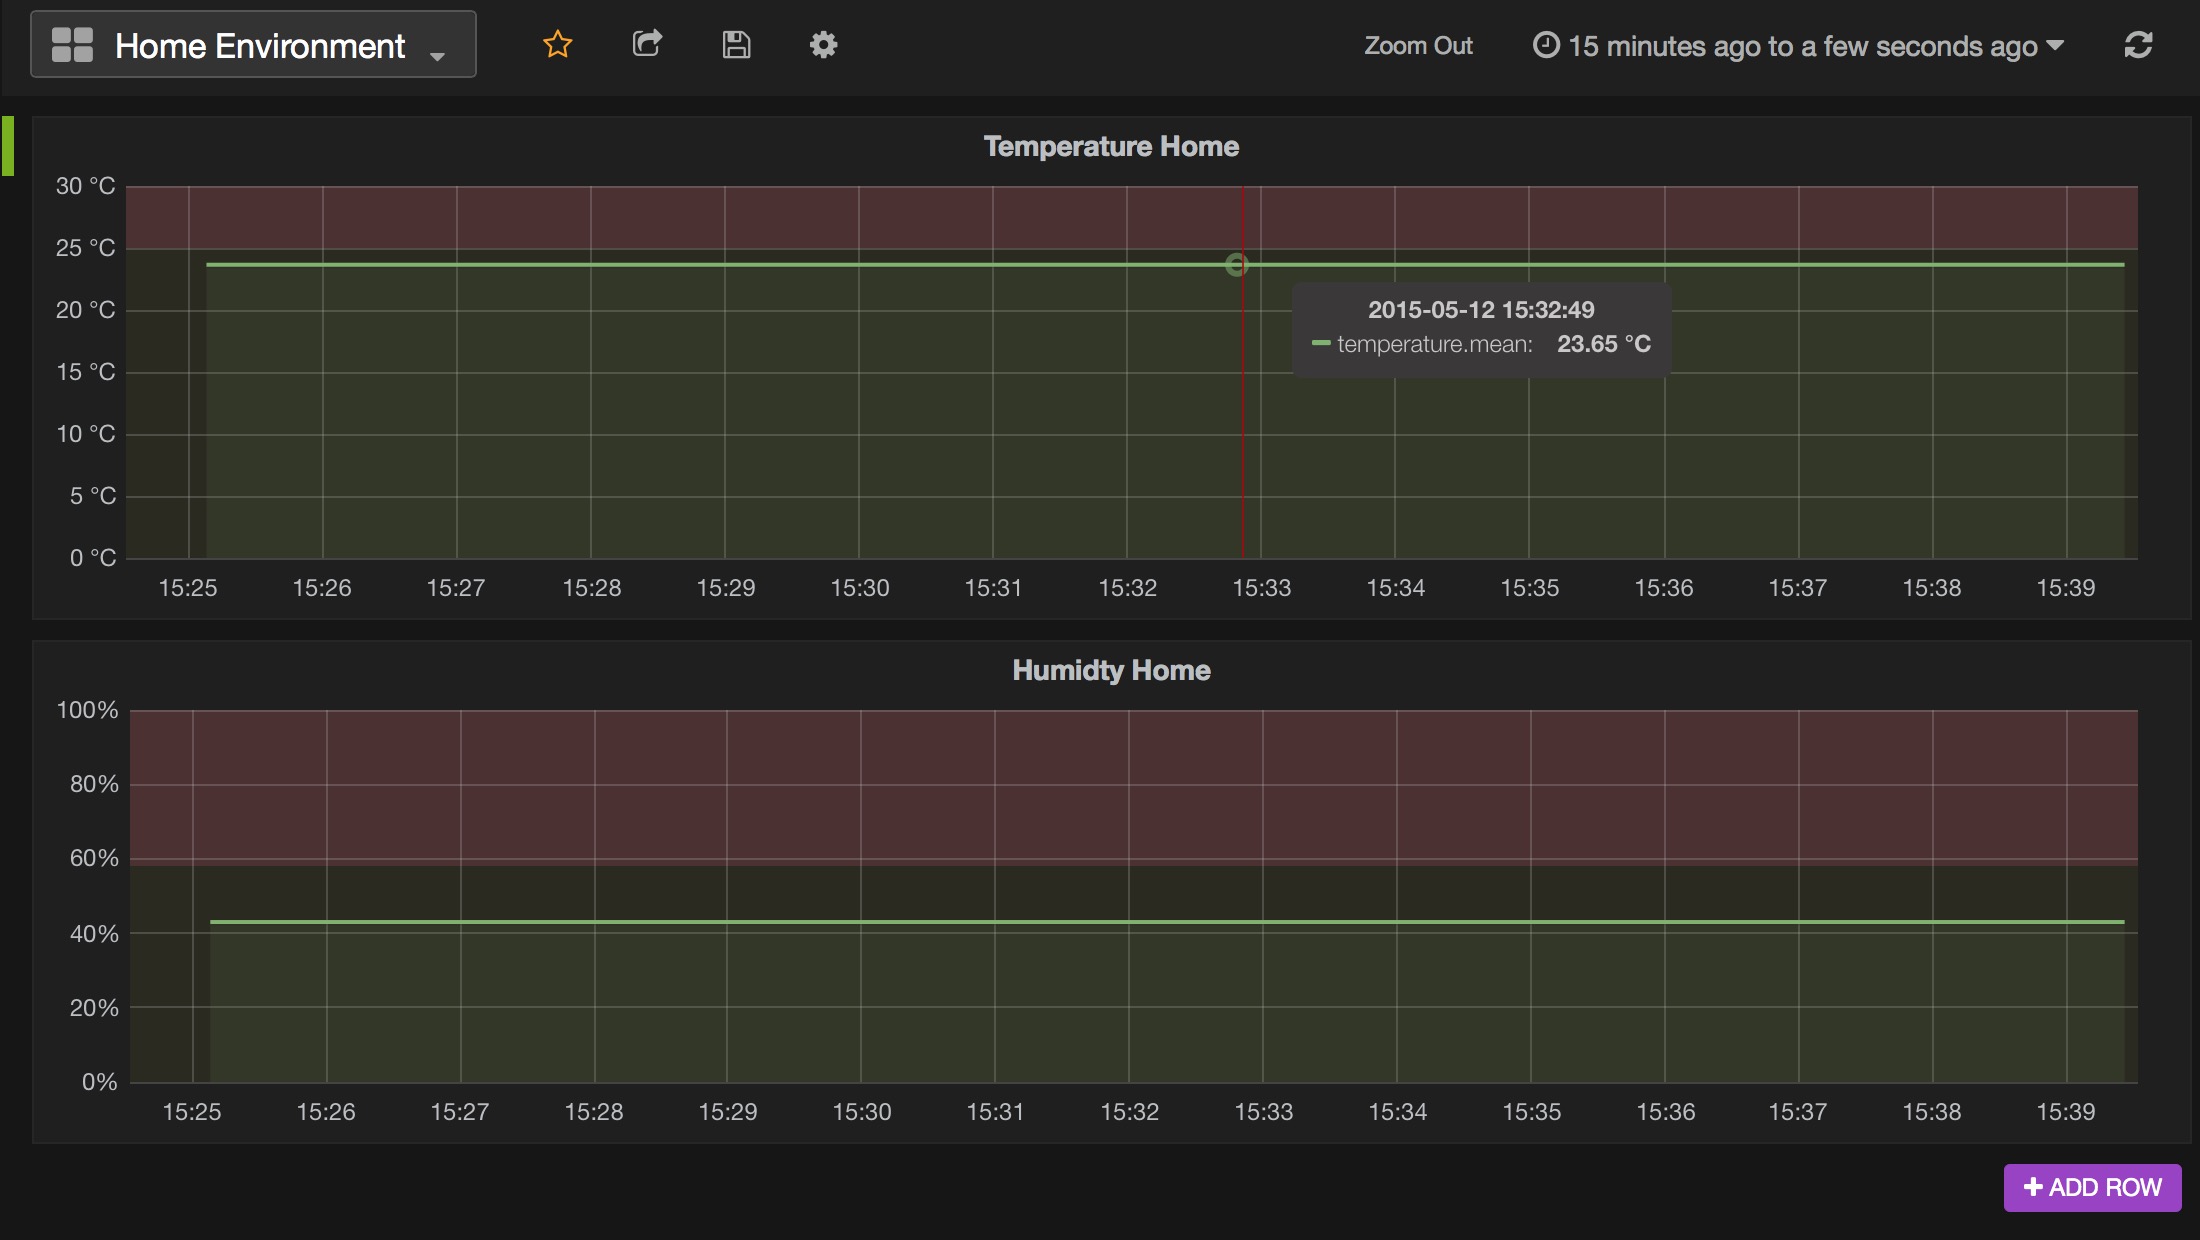 Home Environment
Zoom Out
15 minutes ago to a few seconds ago
Temperature Home
30 °C
25 °C
20 °C
15 °C
10 °C
5 °C
0 °C
2015-05-12 15:32:49
temperature.mean: 23.65 °C
15:25 15:26 15:27 15:28 15:29 15:30 15:31 15:32 15:33 15:34 15:35 15:36 15:37 15:38 15:39
Humidty Home
100%
80%
60%
40%
20%
0%
15:25 15:26 15:27 15:28 15:29 15:30 15:31 15:32 15:33 15:34 15:35 15:36 15:37 15:38 15:39
ADD ROW